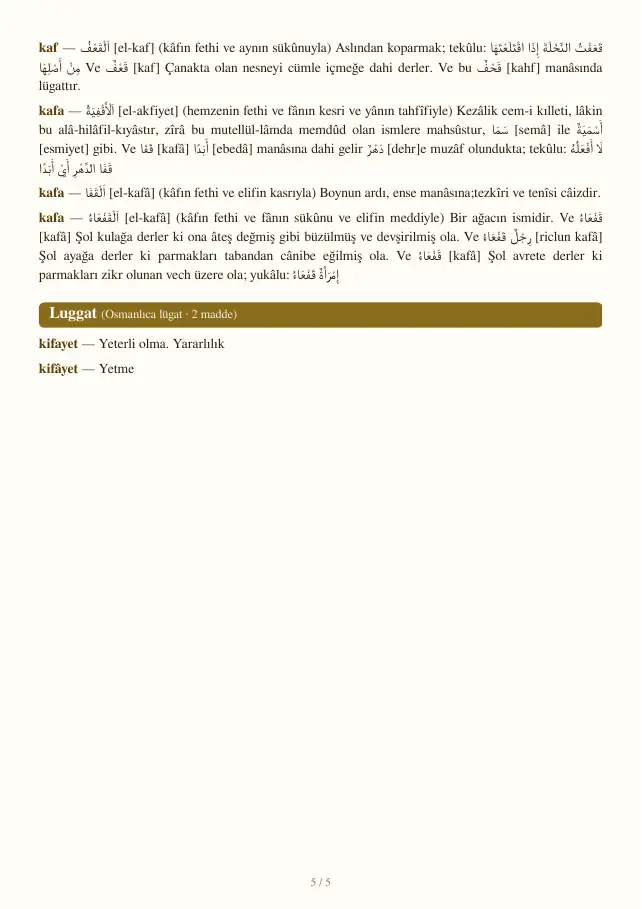 kaf — اَلْقَعْفُ [el-kaf] (kâfın fethi ve aynın sükûnuyla) Aslından koparmak; tekûlu: قَعَفْتُ النَّخْلَةَ إِذَا اقْتَلَعْتَهَا
مِنْ أَصْلِهَا Ve قَعْفٌ [kaf] Çanakta olan nesneyi cümle içmeğe dahi derler. Ve bu قَحْفٌ [kahf] manâsında
lügattır.
kafa — اَلْأَقْفِيَةُ [el-akfiyet] (hemzenin fethi ve fânın kesri ve yânın tahfîfiyle) Kezâlik cem-i kılleti, lâkin
bu alâ-hilâfil-kıyâstır, zîrâ bu mutellül-lâmda memdûd olan ismlere mahsûstur, سَمَا [semâ] ile أَسْمِيَةٌ
[esmiyet] gibi. Ve قَفَا [kafâ] أَبَدًا [ebedâ] manâsına dahi gelir دَهْرٌ [dehr]e muzâf olundukta; tekûlu: لَا أَفْعَلُهُ
قَفَا الدَّهْرِ أَيْ أَبَدًا
kafa — اَلْقَفَا [el-kafâ] (kâfın fethi ve elifin kasrıyla) Boynun ardı, ense manâsına;tezkîri ve tenîsi câizdir.
kafa — اَلْقَفْعَاءُ [el-kafâ] (kâfın fethi ve fânın sükûnu ve elifin meddiyle) Bir ağacın ismidir. Ve قَفْعَاءُ
[kafâ] Şol kulağa derler ki ona âteş değmiş gibi büzülmüş ve devşirilmiş ola. Ve رِجْلٌ قَفْعَاءُ [riclun kafâ]
Şol ayağa derler ki parmakları tabandan cânibe eğilmiş ola. Ve قَفْعَاءُ [kafâ] Şol avrete derler ki
parmakları zikr olunan vech üzere ola; yukâlu: إِمْرَأَةٌ قَفْعَاءُ
Luggat (Osmanlıca lügat · 2 madde)
kifayet — Yeterli olma. Yararlılık
kifâyet — Yetme
5 / 5